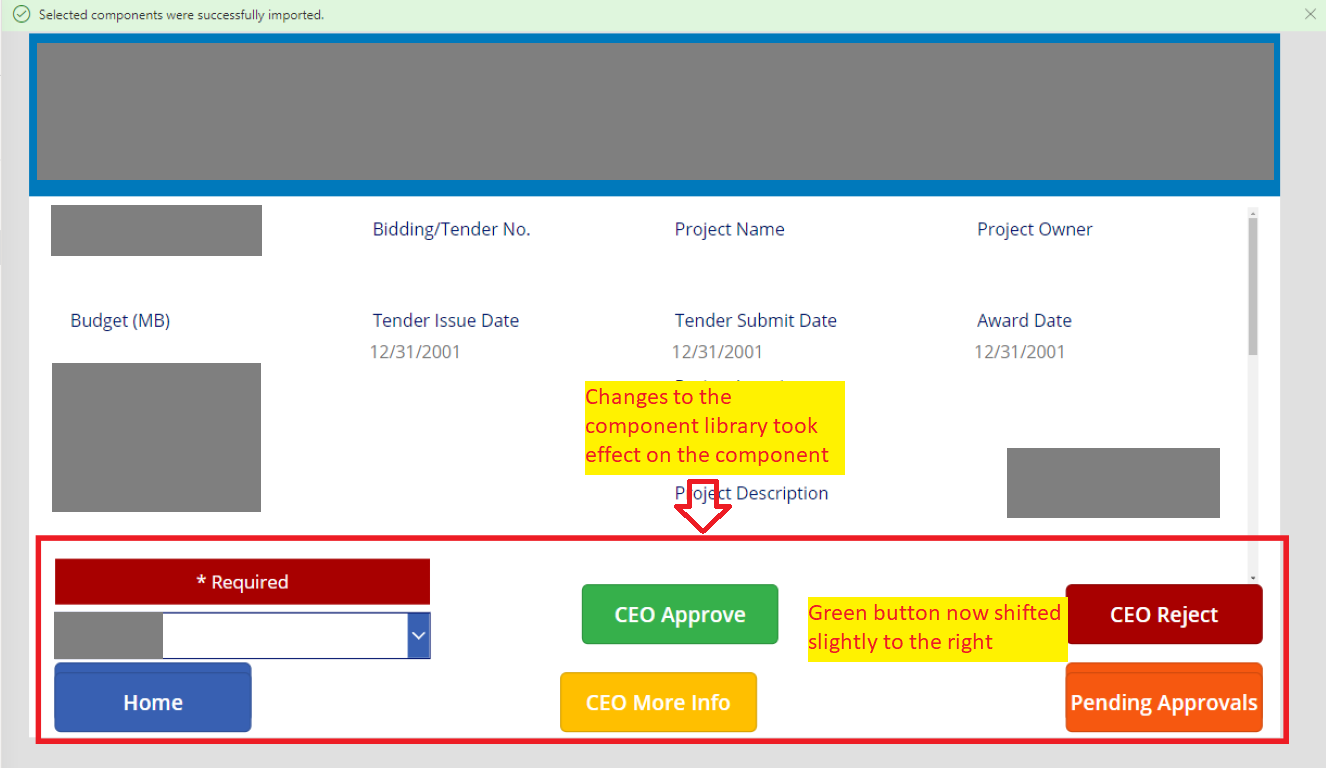 Selected components were successfully imported.
Bidding/Tender No.
Project Name
Project Owner
Budget (MB)
Tender Issue Date
Tender Submit Date
Award Date
12/31/2001
12/31/2001
12/31/2001
Changes to the
component library took
effect on the component
Project Description
* Required
CEO Approve
Green button now shifted
slightly to the right
CEO Reject
Home
CEO More Info
Pending Approvals